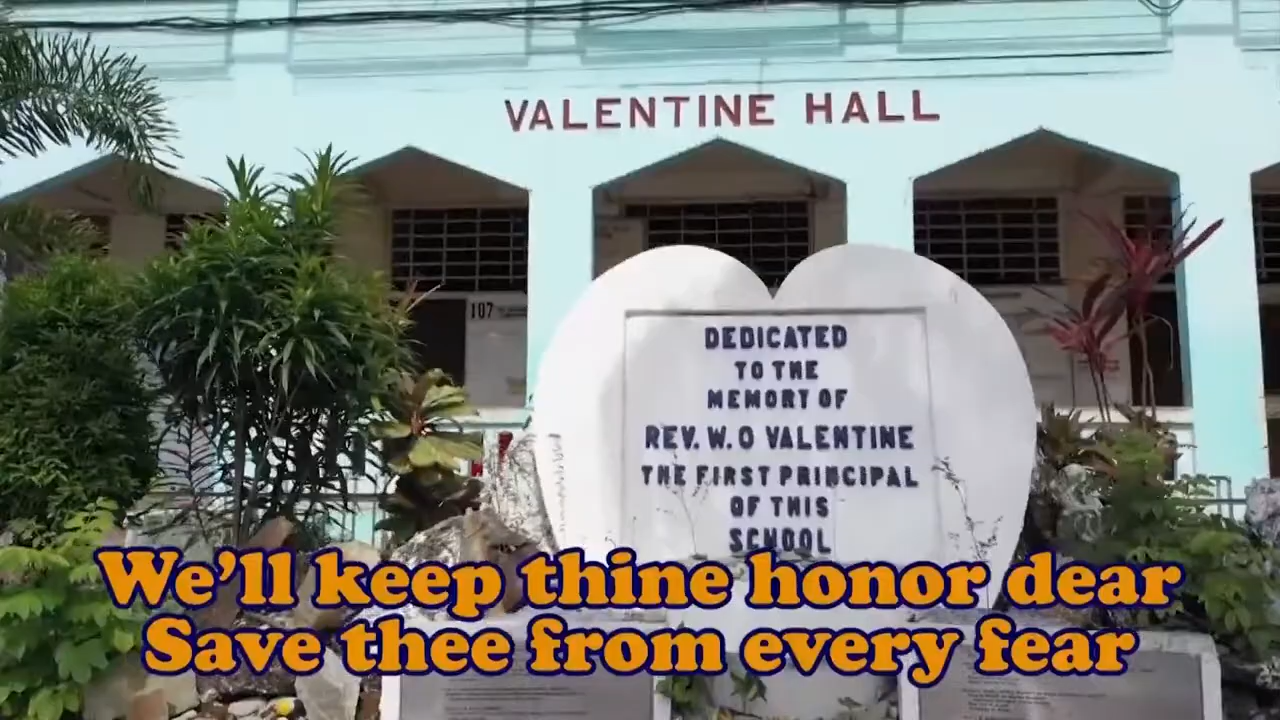 VALENTINE HALL
107
DEDICATED
TO THE
MEMORY OF
REV. W. O VALENTINE
THE FIRST PRINCIPAL
OF THIS
SCHOOL
We'll keep thine honor dear
Save thee from every fear